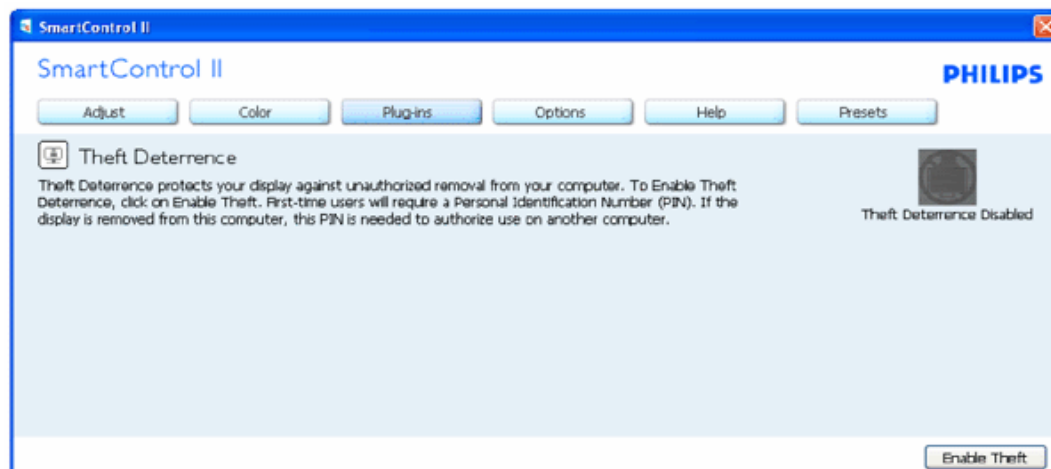 SmartControl II
SmartControl II
PHILIPS
Adjust Color Plug-ins Options Help Presets
Theft Deterrence
Theft Deterrence protects your display against unauthorized removal from your computer. To Enable Theft
Deterrence, click on Enable Theft. First-time users will require a Personal Identification Number (PIN). If the
display is removed from this computer, this PIN is needed to authorize use on another computer.
Theft Deterrence Disabled
Enable Theft